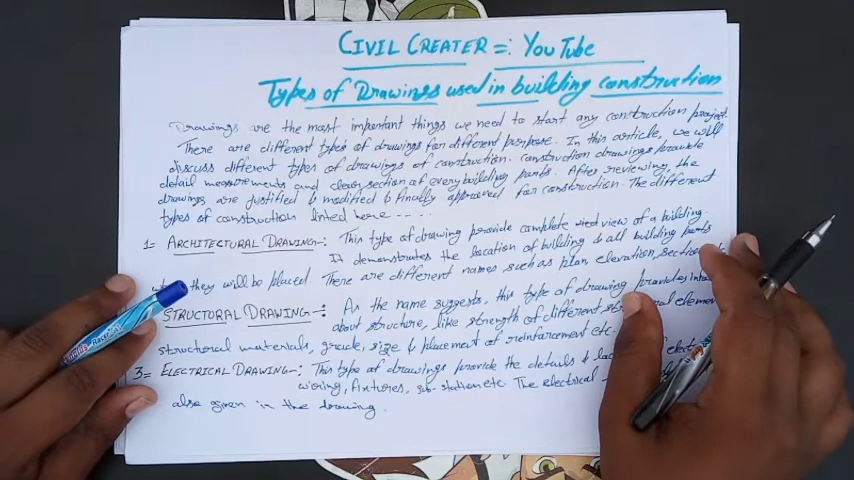 CIVIL CREATER =: YouTube
Types of Drawings used in building construction
Drawings are the most important things we need to start any construction project.
There are different types of drawings for different purpose. In this article, we will
discuss different types of drawings of construction. Construction drawings provide
detail measurements and clear section of every building parts. After reviewing, the
drawings are justified & modified & finally approved for construction. The different
types of construction listed here ----.
1= ARCHITECTURAL DRAWING-: This type of drawing provide complete view of a building.
It demonstrates the location of building & all building parts
they will be placed. There are different names such as plan, elevation, section
STRUCTURAL DRAWING-: As the name suggests, this type of drawing provides
about structure, like strength of different, element
structural materials, grade, size & placement of reinforcement etc.
3= ELECTRICAL DRAWING-: This type of drawings provide the details &
wiring, fixtures, sub-station etc. The electrical
also given in the drawing.